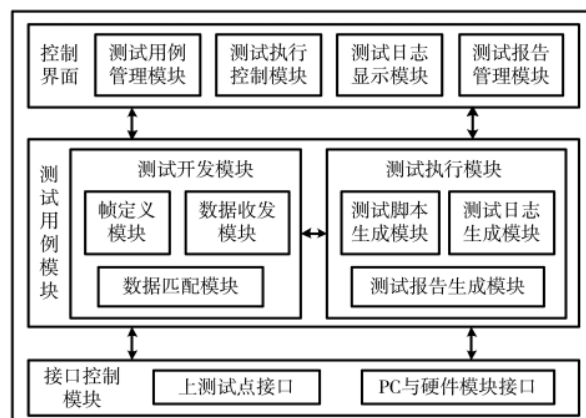 控制
界面
测试用例
管理模块
测试执行
控制模块
测试日志
显示模块
测试报告
管理模块
测试用例模块
测试开发模块
帧定义
模块
数据收发
模块
数据匹配模块
测试执行模块
测试脚本
生成模块
测试日志
生成模块
测试报告生成模块
接口控制
模块
上测试点接口
PC与硬件模块接口